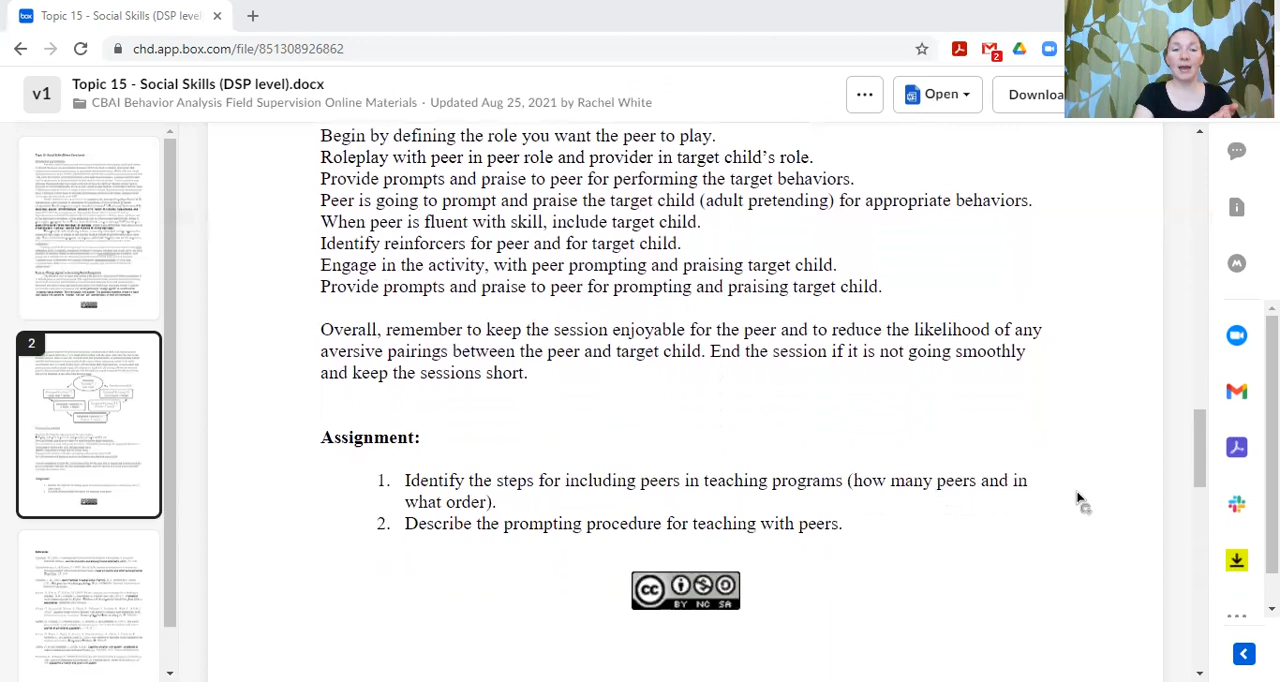 Topic 15 - Social Skills (DSP leve
chd.app.box.com/file/851308926862
2
v1
Topic 15 - Social Skills (DSP level).docx
CBAI Behavior Analysis Field Supervision Online Materials · Updated Aug 25, 2021 by Rachel White
Open
Downloa
Begin by defining the role you want the peer to play.
Roleplay with peer in peer role and provider in target child's role.
Provide prompts and praise to peer for performing the target behaviors.
Peer is going to prompt and praise the target child (adult pretending) for appropriate behaviors.
When peer is fluent with skill, include target child.
Identify reinforcers for peer and for target child.
Engage in the activity with peer prompting and praising target child.
Provide prompts and praise to peer for prompting and praising target child.
Overall, remember to keep the session enjoyable for the peer and to reduce the likelihood of any
aversive pairings between the peer and target child. End the session if it is not going smoothly
and keep the sessions short.
Assignment:
1. Identify the steps for including peers in teaching programs (how many peers and in
what order).
2. Describe the prompting procedure for teaching with peers.
cc
BY NC SA
2